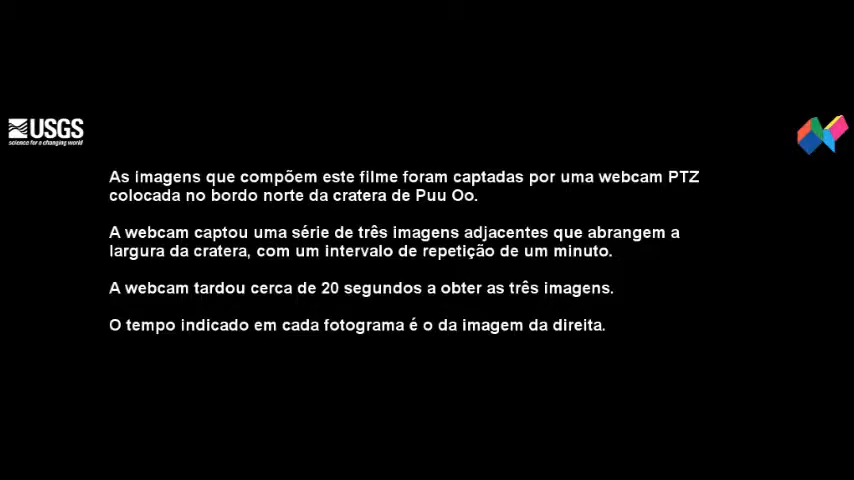 USGS
science for a changing world
As imagens que compõem este filme foram captadas por uma webcam PTZ
colocada no bordo norte da cratera de Puu Oo.
A webcam captou uma série de três imagens adjacentes que abrangem a
largura da cratera, com um intervalo de repetição de um minuto.
A webcam tardou cerca de 20 segundos a obter as três imagens.
O tempo indicado em cada fotograma é o da imagem da direita.